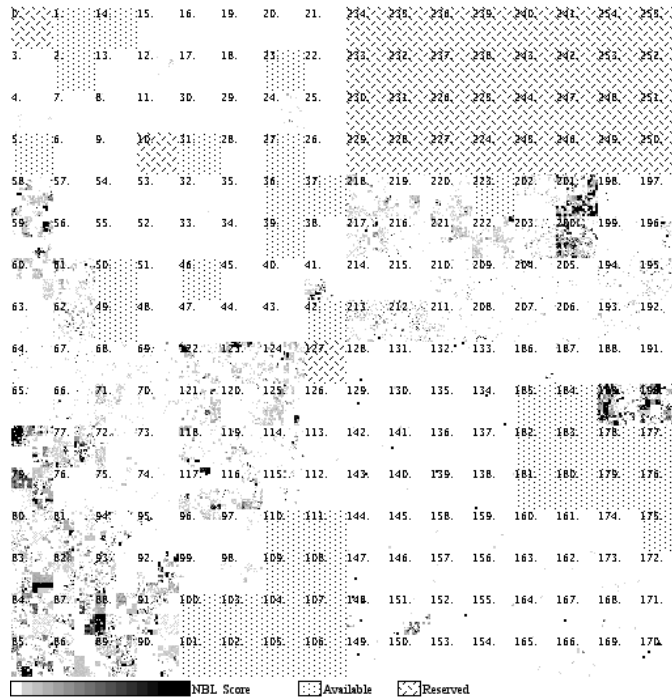 0. 1. 14. 15. 16. 19. 20. 21. 234. 235. 236. 239. 240. 241. 254. 255.
3. 2. 13. 12. 17. 18. 23. 22. 233. 232. 237. 238. 243. 242. 253. 252.
4. 7. 8. 11. 30. 29. 24. 25. 230. 231. 226. 225. 244. 247. 248. 251.
5. 6. 9. 10. 31. 28. 27. 26. 229. 228. 227. 224. 245. 246. 249. 250.
58. 57. 54. 53. 32. 35. 36. 37. 218. 219. 220. 223. 202. 201. 198. 197.
59. 56. 55. 52. 33. 34. 39. 38. 217. 216. 221. 222. 203. 200. 199. 196.
60. 61. 50. 51. 46. 45. 40. 41. 214. 215. 210. 209. 204. 205. 194. 195.
63. 62. 49. 48. 47. 44. 43. 42. 213. 212. 211. 208. 207. 206. 193. 192.
64. 67. 68. 69. 122. 123. 124. 127. 128. 131. 132. 133. 186. 187. 188. 191.
65. 66. 71. 70. 121. 120. 125. 126. 129. 130. 135. 134. 185. 184. 189. 190.
78. 77. 72. 73. 118. 119. 114. 113. 142. 141. 136. 137. 182. 183. 178. 177.
79. 76. 75. 74. 117. 116. 115. 112. 143. 140. 139. 138. 181. 180. 179. 176.
80. 81. 94. 95. 96. 97. 110. 111. 144. 145. 158. 159. 160. 161. 174. 175.
83. 82. 93. 92. 99. 98. 109. 108. 147. 146. 157. 156. 163. 162. 173. 172.
84. 87. 88. 91. 100. 103. 104. 107. 148. 151. 152. 155. 164. 167. 168. 171.
85. 86. 89. 90. 101. 102. 105. 106. 149. 150. 153. 154. 165. 166. 169. 170.
NBL Score Available Reserved